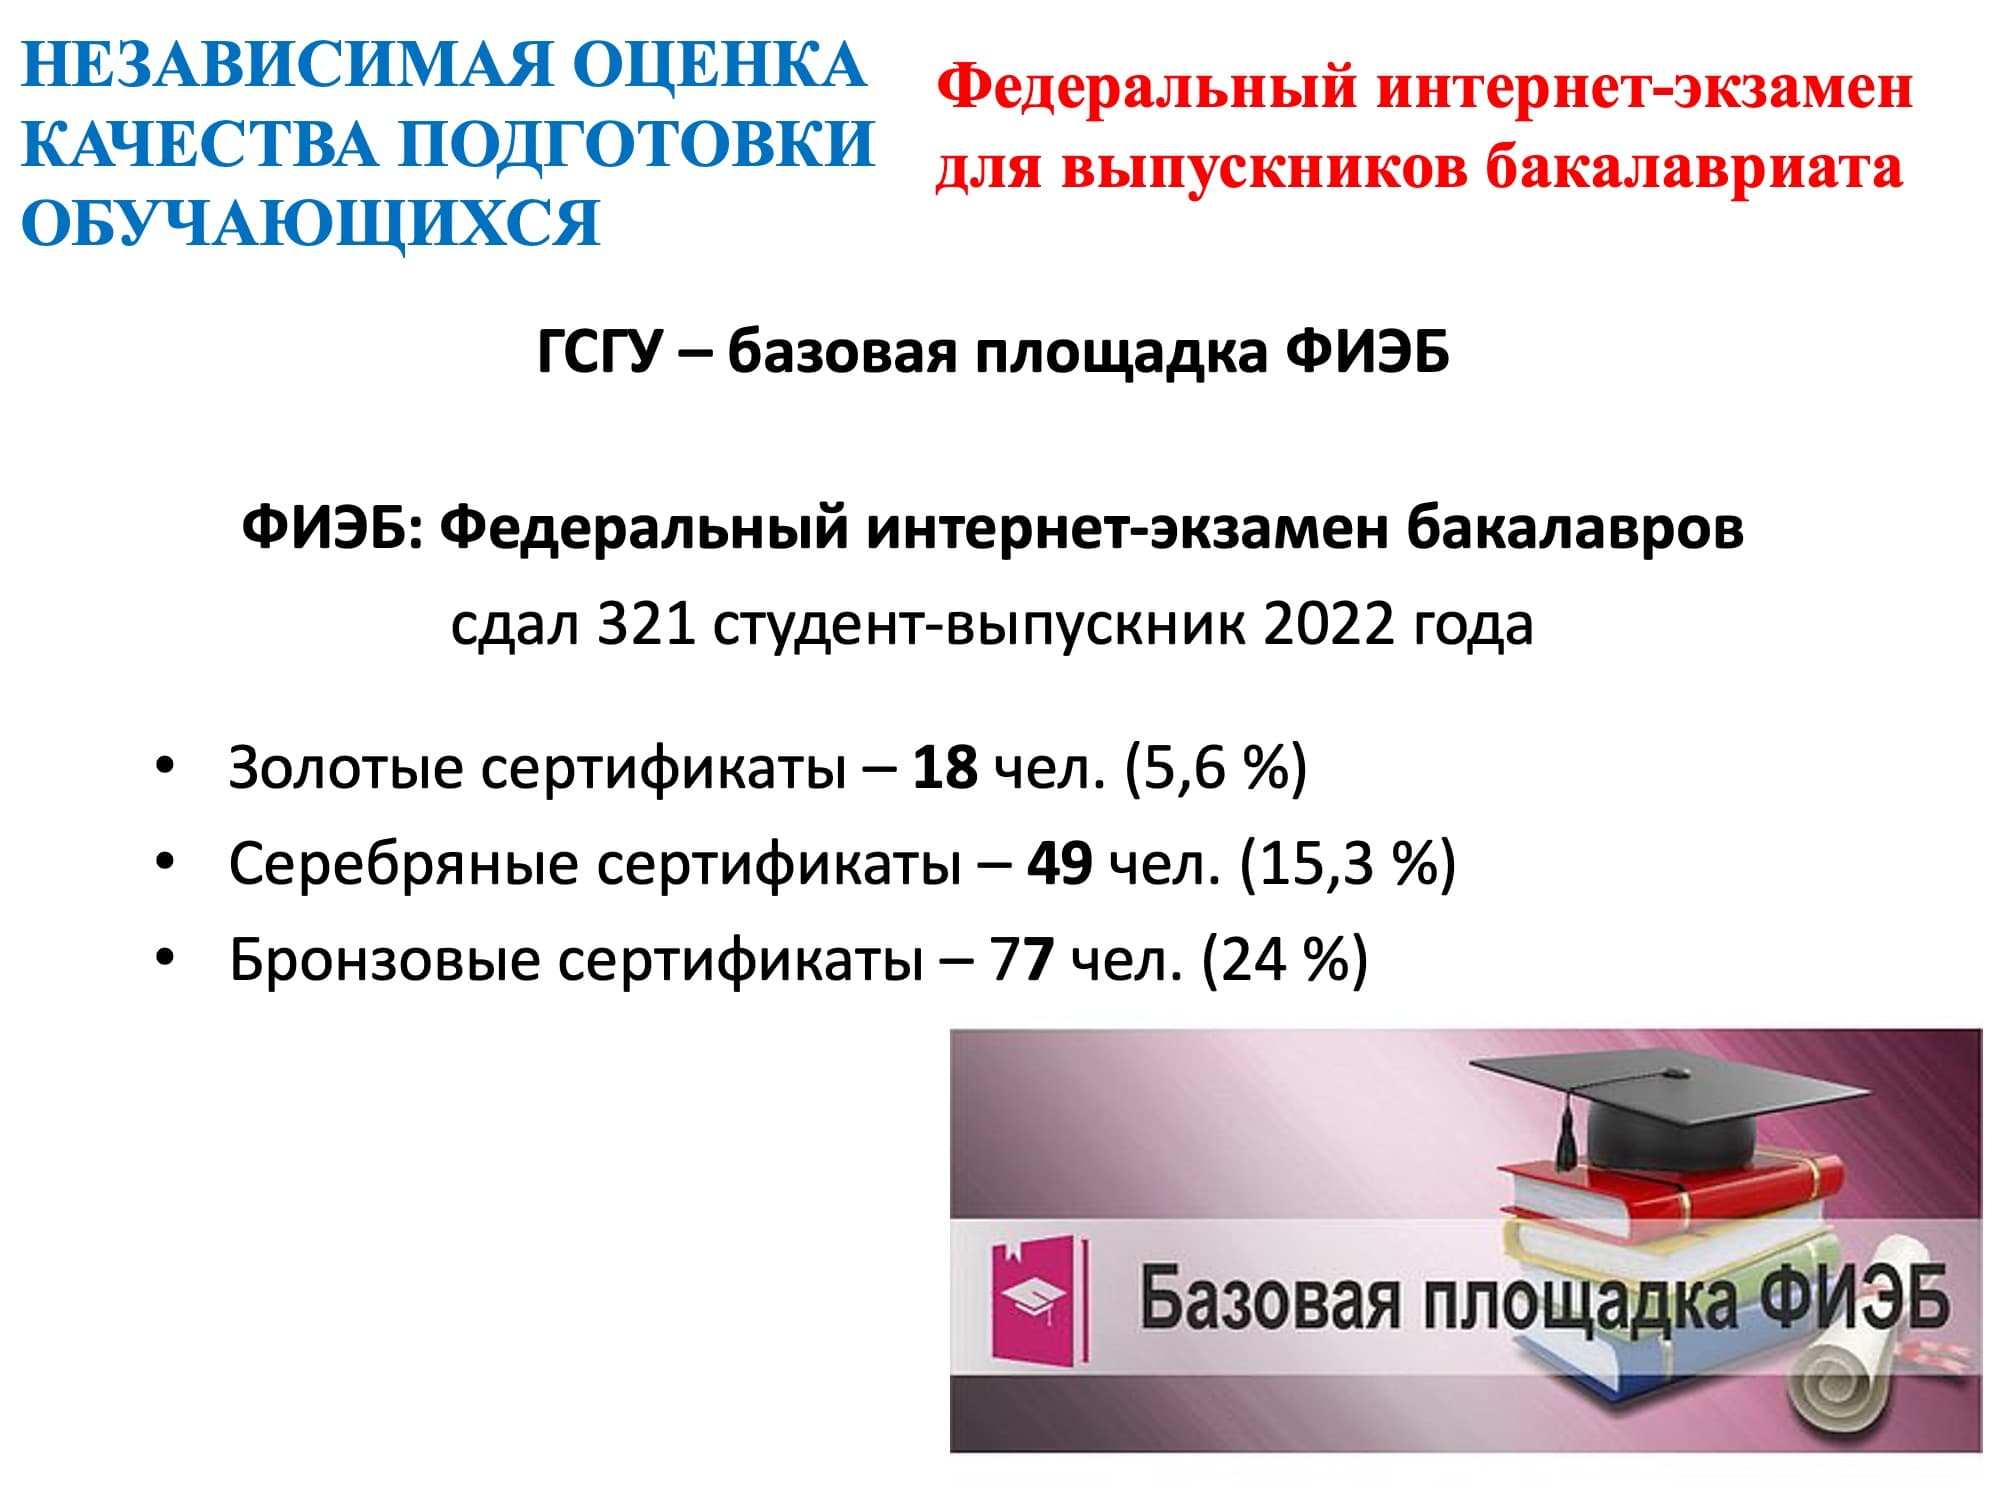 НЕЗАВИСИМАЯ ОЦЕНКА
КАЧЕСТВА ПОДГОТОВКИ
ОБУЧАЮЩИХСЯ
Федеральный интернет-экзамен
для выпускников бакалавриата
ГСГУ – базовая площадка ФИЭБ
ФИЭБ: Федеральный интернет-экзамен бакалавров
сдал 321 студент-выпускник 2022 года
• Золотые сертификаты – 18 чел. (5,6 %)
• Серебряные сертификаты – 49 чел. (15,3 %)
• Бронзовые сертификаты – 77 чел. (24 %)
Базовая площадка ФИЭБ